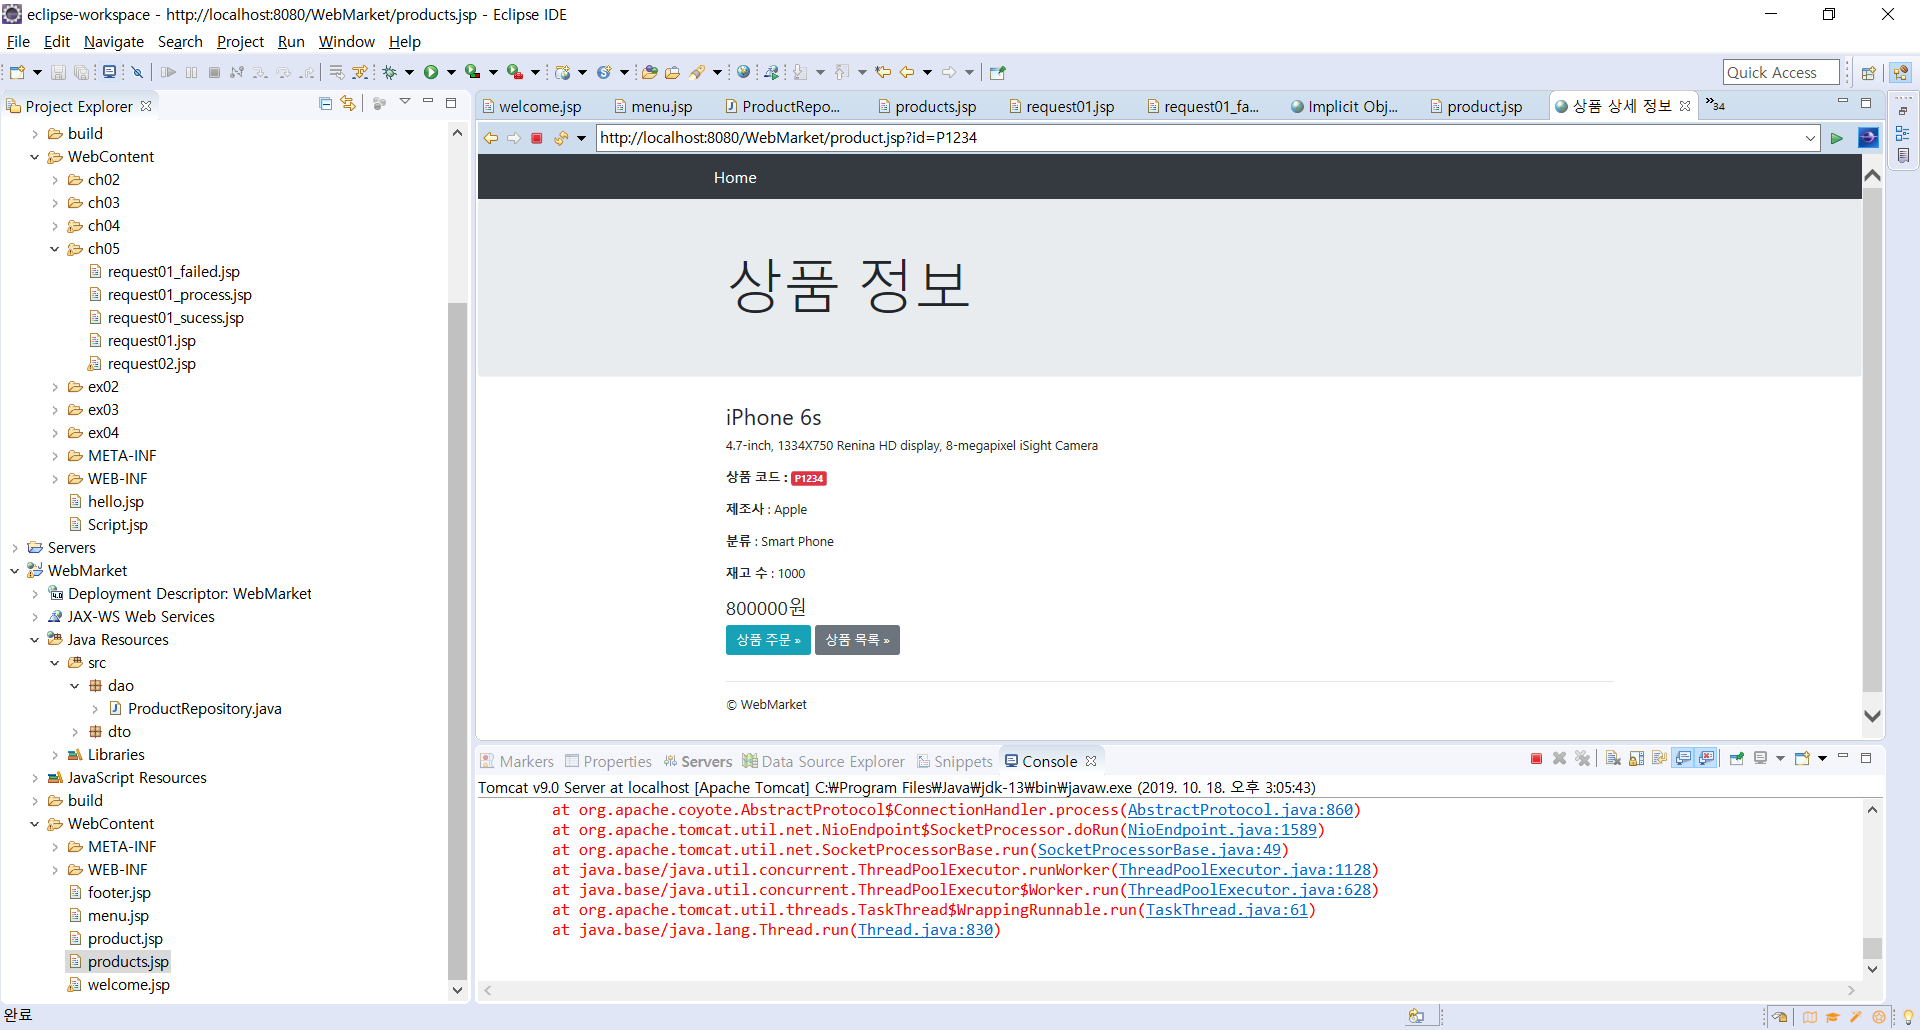 eclipse-workspace - http://localhost:8080/WebMarket/products.jsp - Eclipse IDE
File Edit Navigate Search Project Run Window Help
Quick Access
Project Explorer
build
WebContent
ch02
ch03
ch04
ch05
request01_failed.jsp
request01_process.jsp
request01_sucess.jsp
request01.jsp
request02.jsp
ex02
ex03
ex04
META-INF
WEB-INF
hello.jsp
Script.jsp
Servers
WebMarket
Deployment Descriptor: WebMarket
JAX-WS Web Services
Java Resources
src
dao
ProductRepository.java
dto
Libraries
JavaScript Resources
build
WebContent
META-INF
WEB-INF
footer.jsp
menu.jsp
product.jsp
products.jsp
welcome.jsp
welcome.jsp menu.jsp ProductRepo... products.jsp request01.jsp request01_fa... Implicit Obj... product.jsp 상품 상세 정보 »34
http://localhost:8080/WebMarket/product.jsp?id=P1234
Home
상품 정보
iPhone 6s
4.7-inch, 1334X750 Renina HD display, 8-megapixel iSight Camera
상품 코드 : P1234
제조사 : Apple
분류 : Smart Phone
재고 수 : 1000
800000원
상품 주문 » 상품 목록 »
© WebMarket
Markers Properties Servers Data Source Explorer Snippets Console
Tomcat v9.0 Server at localhost [Apache Tomcat] C:₩Program Files₩Java₩jdk-13₩bin₩javaw.exe (2019. 10. 18. 오후 3:05:43)
at org.apache.coyote.AbstractProtocol$ConnectionHandler.process(AbstractProtocol.java:860)
at org.apache.tomcat.util.net.NioEndpoint$SocketProcessor.doRun(NioEndpoint.java:1589)
at org.apache.tomcat.util.net.SocketProcessorBase.run(SocketProcessorBase.java:49)
at java.base/java.util.concurrent.ThreadPoolExecutor.runWorker(ThreadPoolExecutor.java:1128)
at java.base/java.util.concurrent.ThreadPoolExecutor$Worker.run(ThreadPoolExecutor.java:628)
at org.apache.tomcat.util.threads.TaskThread$WrappingRunnable.run(TaskThread.java:61)
at java.base/java.lang.Thread.run(Thread.java:830)
완료